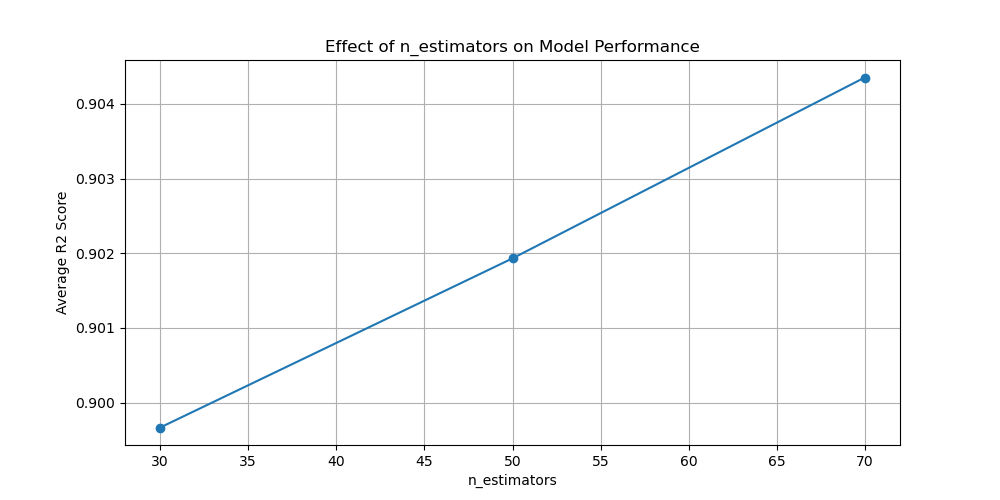 Effect of n_estimators on Model Performance
Average R2 Score
0.904
0.903
0.902
0.901
0.900
30 35 40 45 50 55 60 65 70
n_estimators